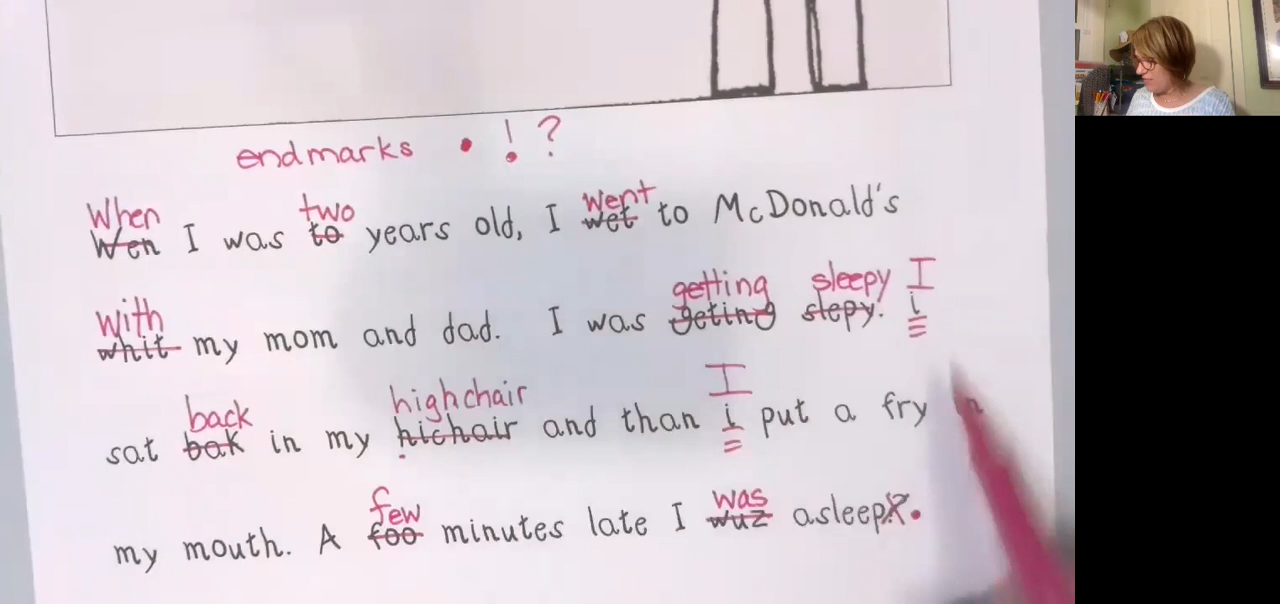 endmarks . ! ?
When two went
Wen I was to years old, I wet to McDonald's
with getting sleepy I
whit my mom and dad. I was geting slepy. i
back highchair I
sat bak in my hichair and than i put a fry
few was
my mouth. A foo minutes late I wuz asleep?.